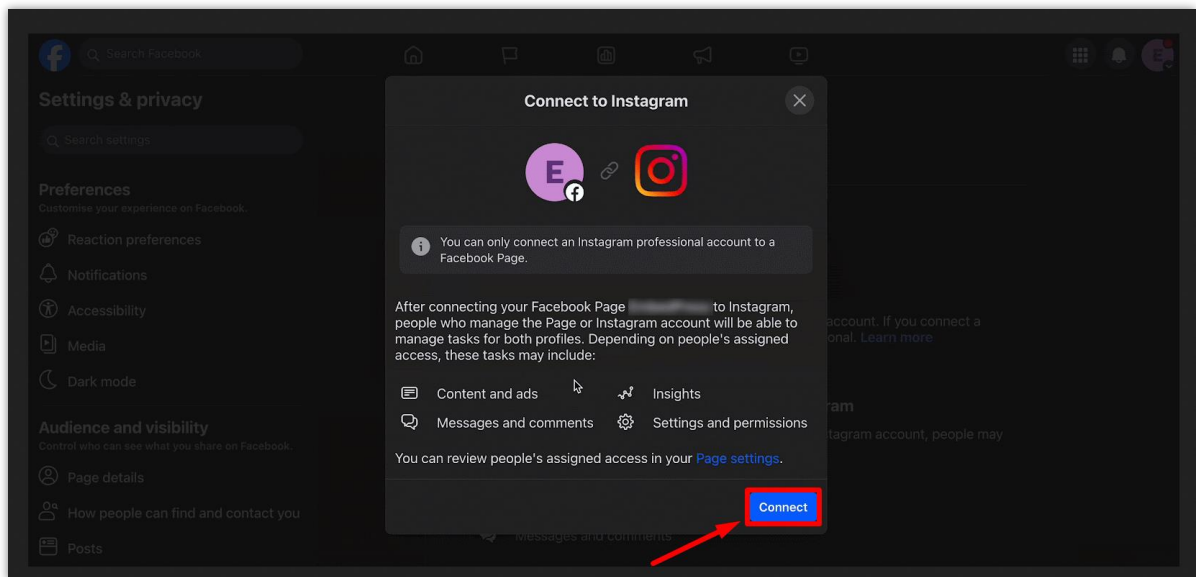 Search Facebook
E
Settings & privacy
Search settings
Preferences
Customise your experience on Facebook.
Reaction preferences
Notifications
Accessibility
Media
Dark mode
Audience and visibility
Control who can see what you share on Facebook.
Page details
How people can find and contact you
Posts
Connect to Instagram
E
You can only connect an Instagram professional account to a
Facebook Page.
After connecting your Facebook Page to Instagram,
people who manage the Page or Instagram account will be able to
manage tasks for both profiles. Depending on people's assigned
access, these tasks may include:
Content and ads
Insights
Messages and comments
Settings and permissions
You can review people's assigned access in your Page settings.
Connect
account. If you connect a
onal. Learn more
ram
tagram account, people may
Messages and comments